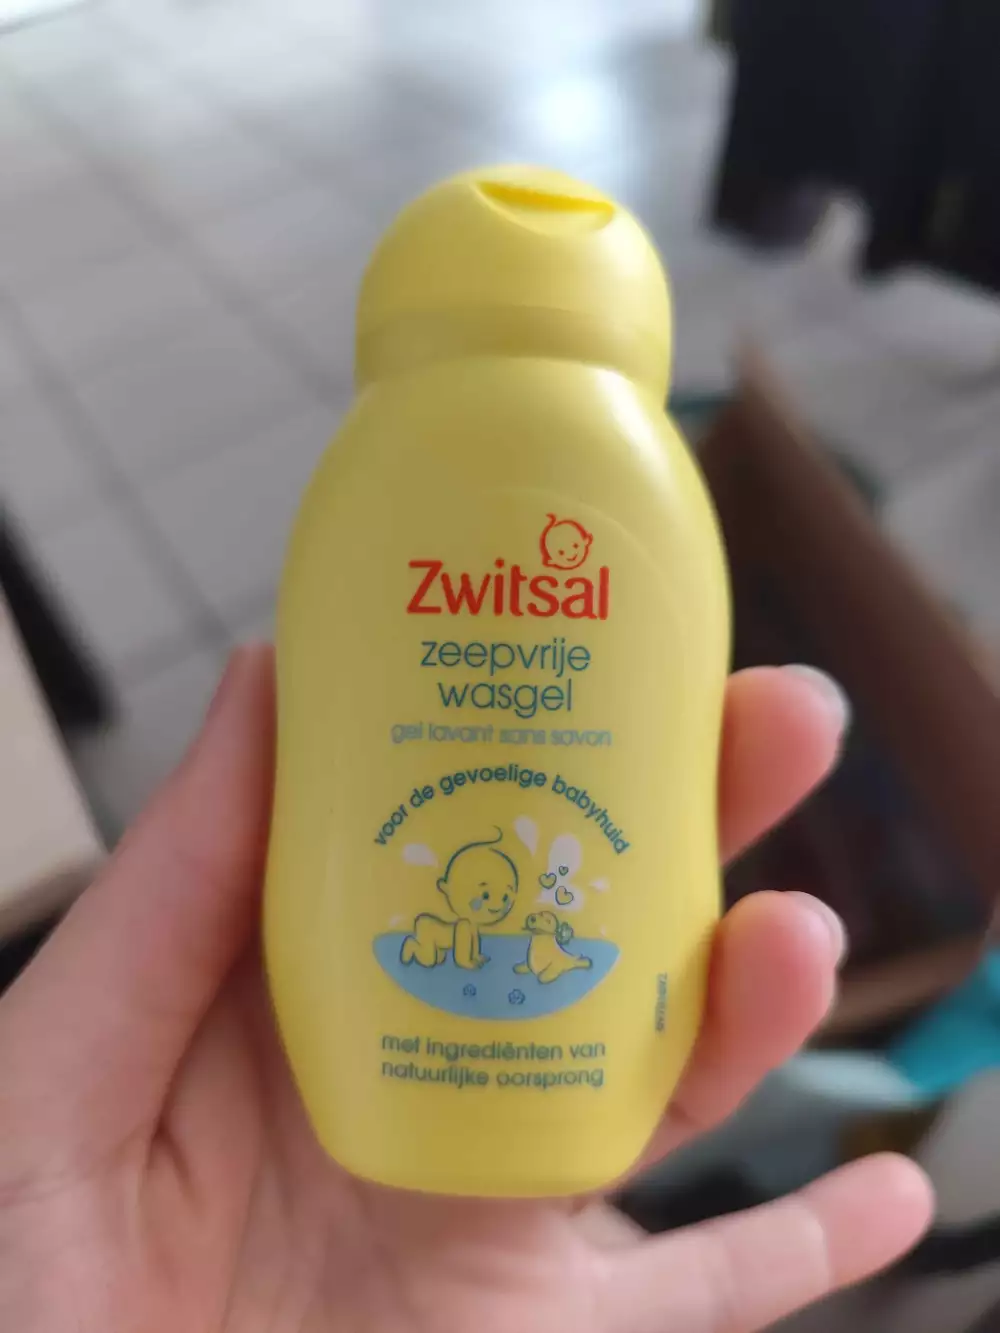 Zwitsal
zeepvrije
wasgel
gel lavant sans savon
voor de gevoelige babyhuid
met ingrediënten van
natuurlijke oorsprong